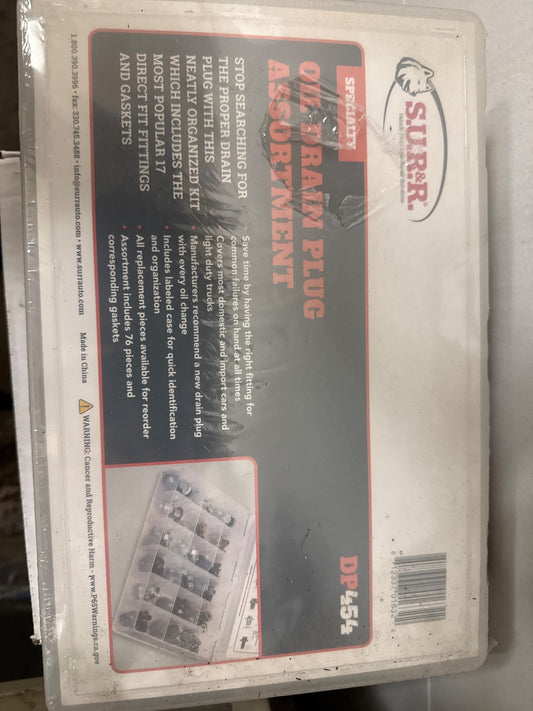 S.U.R.&R.
SPECIALTY
OIL DRAIN PLUG
ASSORTMENT
DP454
STOP SEARCHING FOR
THE PROPER DRAIN
PLUG WITH THIS
NEATLY ORGANIZED KIT
WHICH INCLUDES THE
MOST POPULAR 17
DIRECT FIT FITTINGS
AND GASKETS
Save time by having the right fitting for
common failures on hand at all times
Covers most domestic and import cars and
light duty trucks
• Manufacturers recommend a new drain plug
with every oil change
Includes labeled case for quick identification
and organization
• All replacement pieces available for reorder
• Assortment includes 76 pieces and
corresponding gaskets
1.800.390.3996 • fax: 330.765.3488 • info@surrauto.com • www.surrauto.com
Made in China
WARNING: Cancer and Reproductive Harm - www.P65Warnings.ca.gov